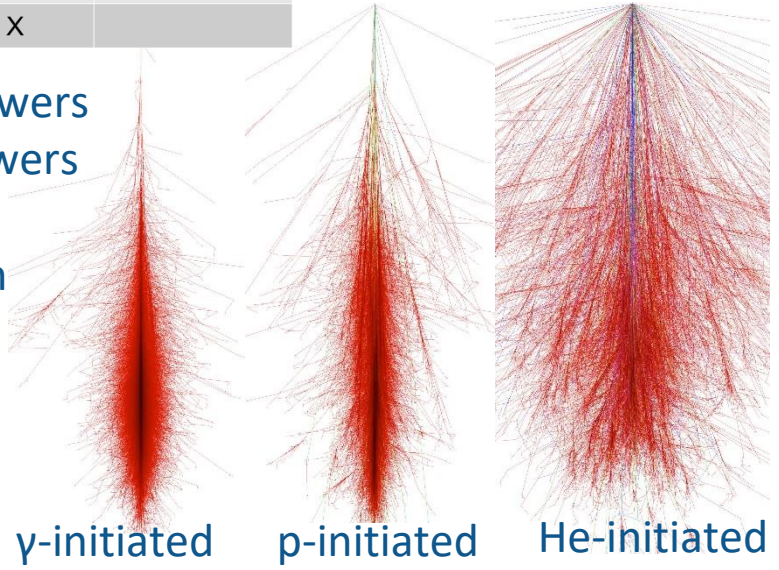 X
wers
wers
n
γ-initiated
p-initiated
He-initiated